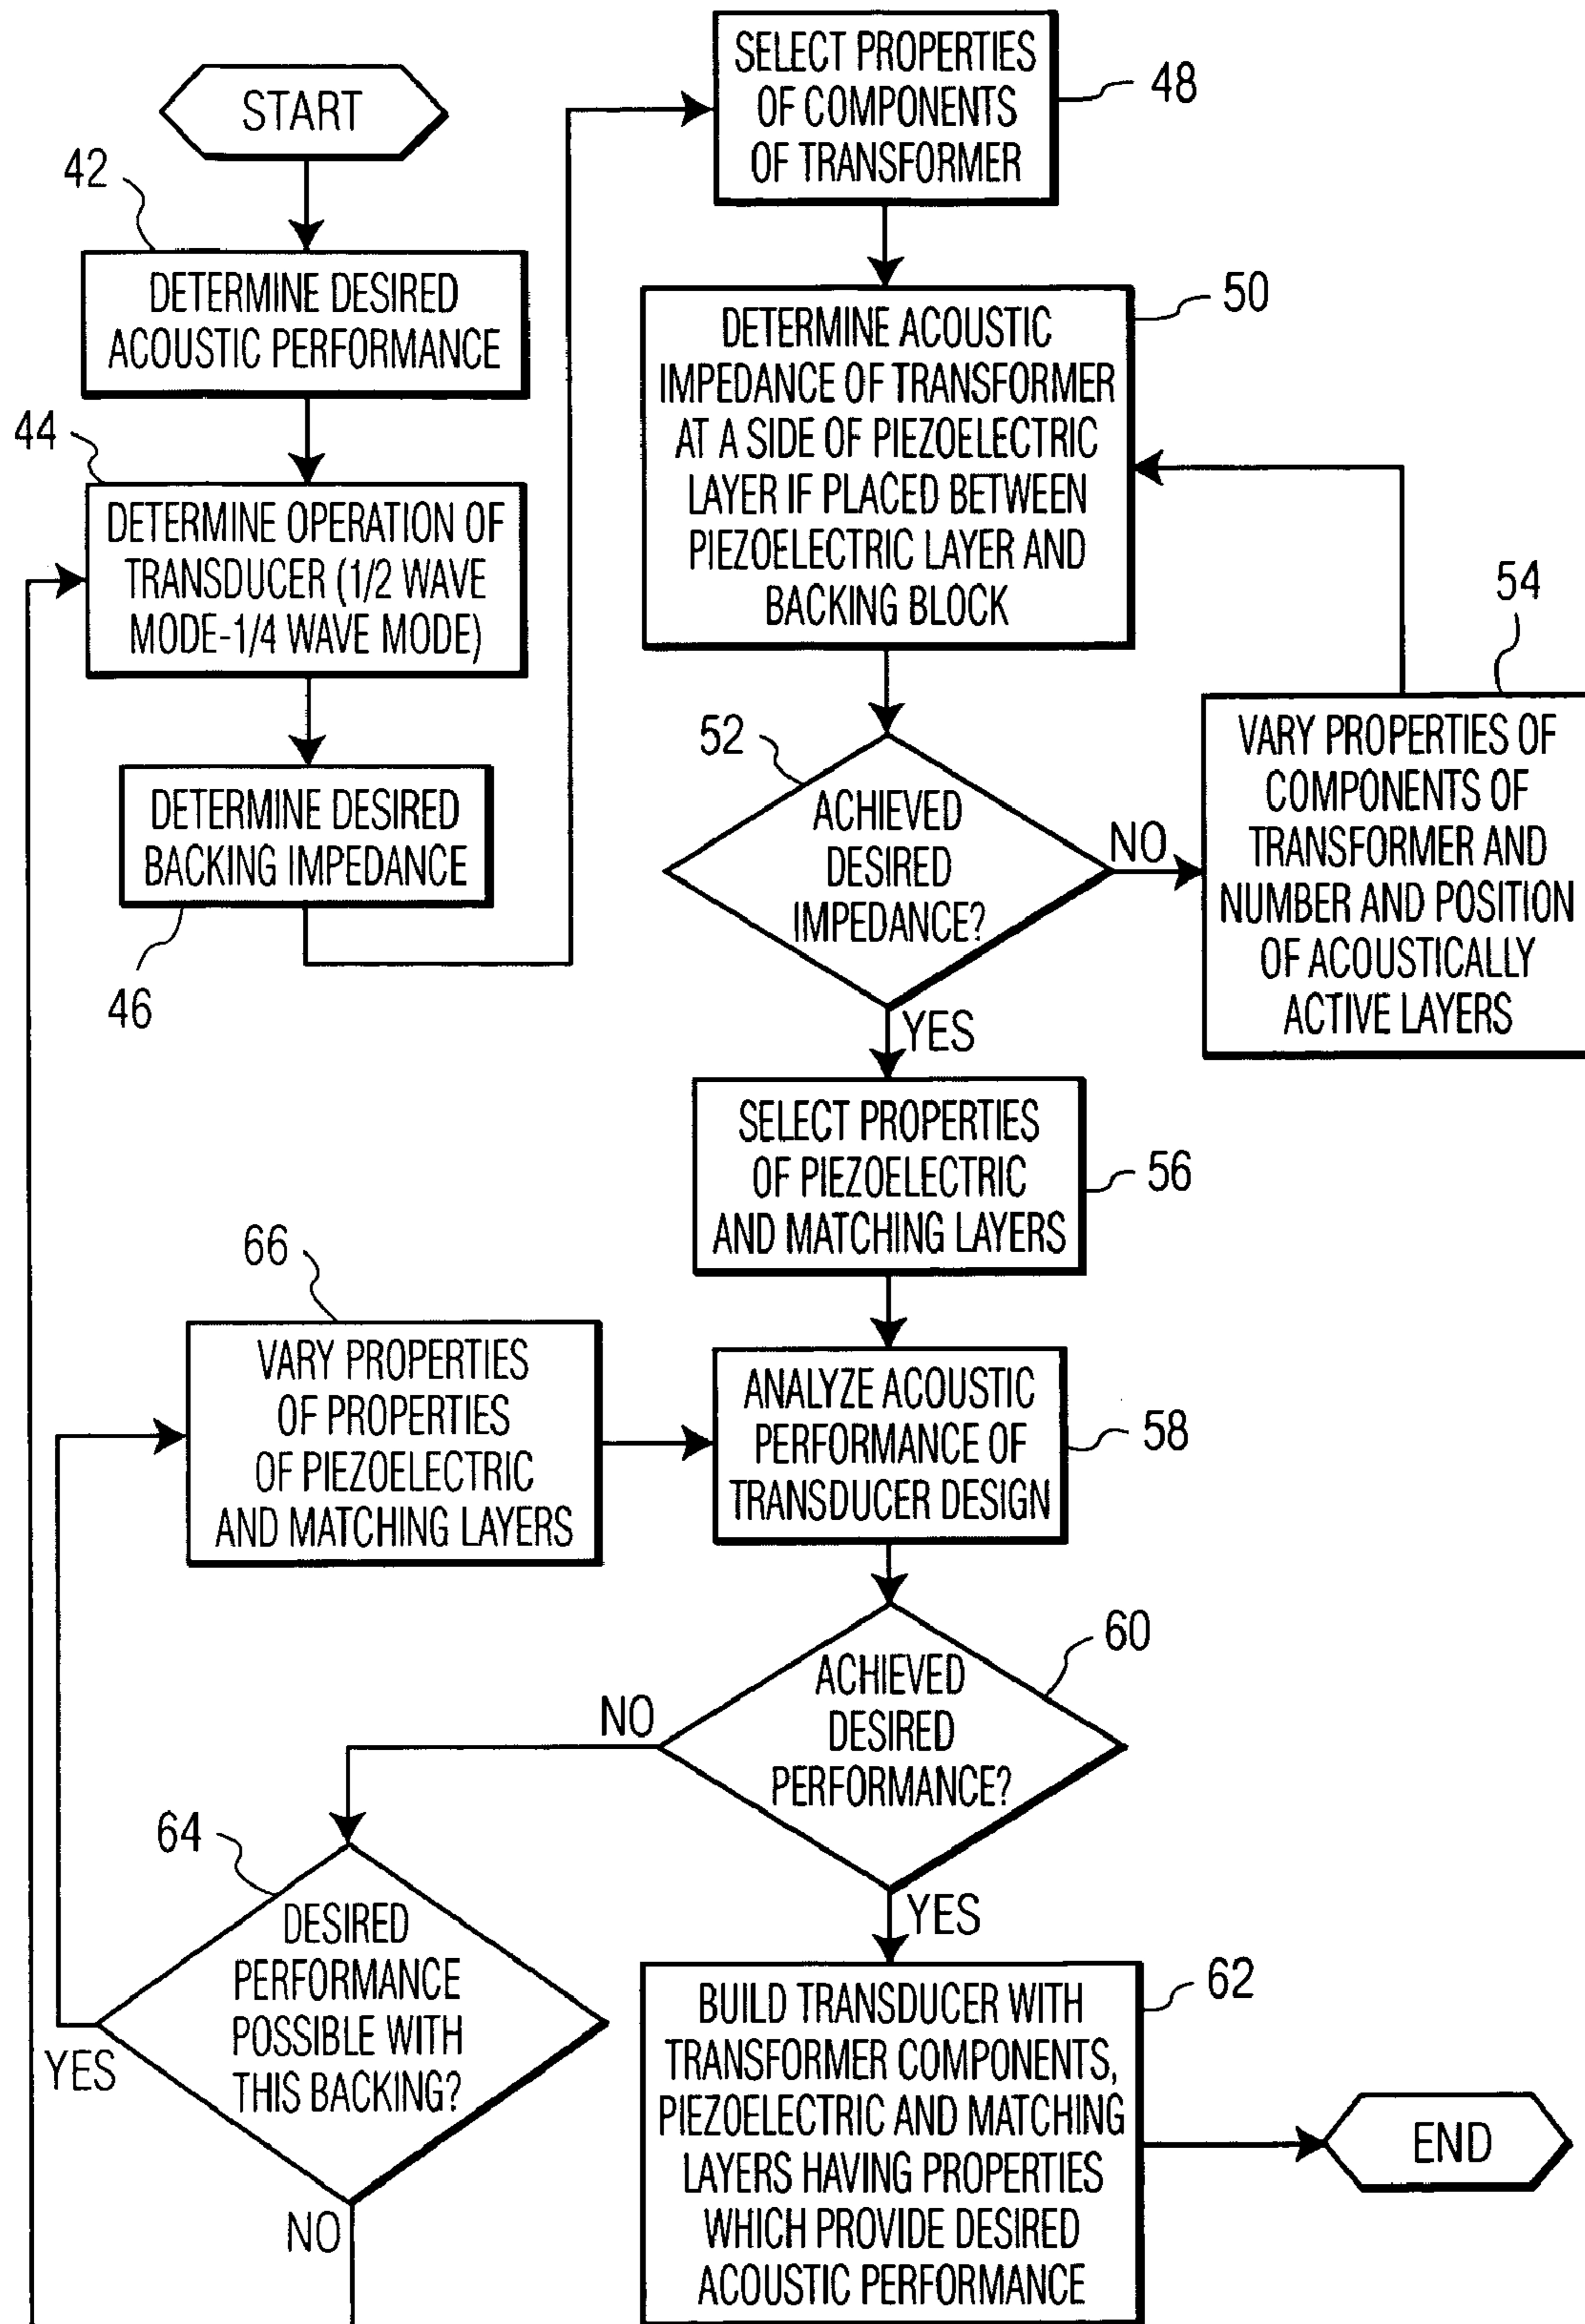 START
42
DETERMINE DESIRED
ACOUSTIC PERFORMANCE
44
DETERMINE OPERATION OF
TRANSDUCER (1/2 WAVE
MODE-1/4 WAVE MODE)
DETERMINE DESIRED
BACKING IMPEDANCE
46
SELECT PROPERTIES
OF COMPONENTS
OF TRANSFORMER
48
DETERMINE ACOUSTIC
IMPEDANCE OF TRANSFORMER
AT A SIDE OF PIEZOELECTRIC
LAYER IF PLACED BETWEEN
PIEZOELECTRIC LAYER AND
BACKING BLOCK
50
52
ACHIEVED
DESIRED
IMPEDANCE?
NO
54
VARY PROPERTIES OF
COMPONENTS OF
TRANSFORMER AND
NUMBER AND POSITION
OF ACOUSTICALLY
ACTIVE LAYERS
YES
SELECT PROPERTIES
OF PIEZOELECTRIC
AND MATCHING LAYERS
56
66
VARY PROPERTIES
OF PROPERTIES
OF PIEZOELECTRIC
AND MATCHING LAYERS
ANALYZE ACOUSTIC
PERFORMANCE OF
TRANSDUCER DESIGN
58
ACHIEVED
DESIRED
PERFORMANCE?
60
NO
64
DESIRED
PERFORMANCE
POSSIBLE WITH
THIS BACKING?
YES
NO
YES
BUILD TRANSDUCER WITH
TRANSFORMER COMPONENTS,
PIEZOELECTRIC AND MATCHING
LAYERS HAVING PROPERTIES
WHICH PROVIDE DESIRED
ACOUSTIC PERFORMANCE
62
END